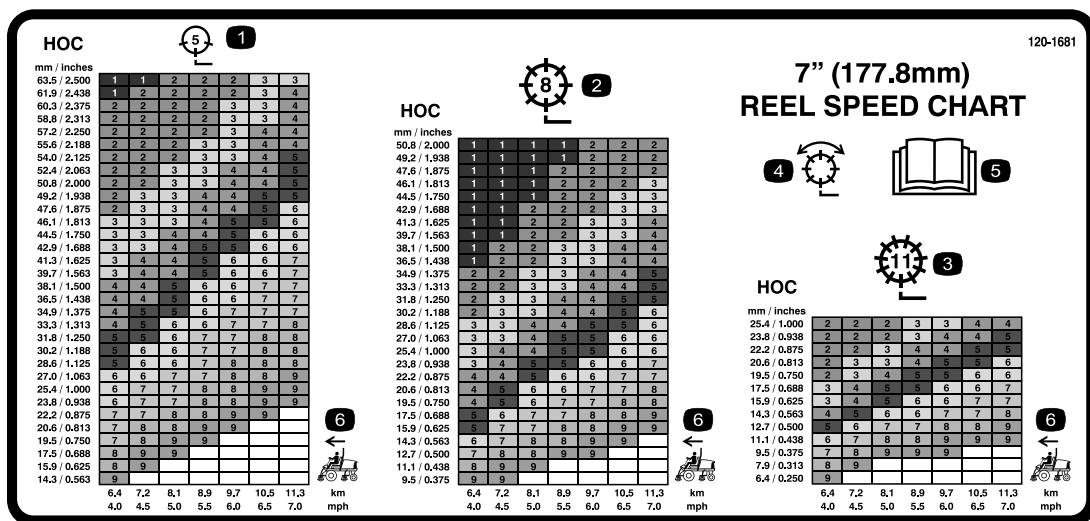 120-1681
7” (177.8mm)
REEL SPEED CHART
4 5
HOC 5 1
mm / inches
63.5 / 2.500 1 1 2 2 2 3 3
61.9 / 2.438 1 2 2 2 2 3 4
60.3 / 2.375 2 2 2 2 3 3 4
58.8 / 2.313 2 2 2 2 3 3 4
57.2 / 2.250 2 2 2 2 3 4 4
55.6 / 2.188 2 2 2 3 3 4 4
54.0 / 2.125 2 2 2 3 3 4 5
52.4 / 2.063 2 2 3 3 4 4 5
50.8 / 2.000 2 2 3 3 4 4 5
49.2 / 1.938 2 3 3 4 4 5 5
47.6 / 1.875 2 3 3 4 4 5 6
46.1 / 1.813 3 3 4 4 5 5 6
44.5 / 1.750 3 3 4 4 5 6 6
42.9 / 1.688 3 3 4 5 5 6 6
41.3 / 1.625 3 4 4 5 6 6 7
39.7 / 1.563 3 4 4 5 6 6 7
38.1 / 1.500 4 4 5 6 6 7 7
36.5 / 1.438 4 4 5 6 6 7 7
34.9 / 1.375 4 5 5 6 7 7 7
33.3 / 1.313 4 5 6 6 7 7 8
31.8 / 1.250 5 5 6 6 7 8 8
30.2 / 1.188 5 6 6 7 7 8 8
28.6 / 1.125 5 6 6 7 7 8 8
27.0 / 1.063 6 6 7 7 8 8 9
25.4 / 1.000 6 7 7 8 8 9 9
23.8 / 0.938 6 7 7 8 8 9 9
22.2 / 0.875 7 7 8 8 9 9
20.6 / 0.813 7 8 8 9 9
19.5 / 0.750 7 8 9 9
17.5 / 0.688 8 9 9
15.9 / 0.625 8 9
14.3 / 0.563 9
6
6.4 7.2 8.1 8.9 9.7 10.5 11.3 km
4.0 4.5 5.0 5.5 6.0 6.5 7.0 mph
HOC 8 2
mm / inches
50.8 / 2.000 1 1 1 1 2 2 2
49.2 / 1.938 1 1 1 1 2 2 2
47.6 / 1.875 1 1 1 2 2 2 2
46.1 / 1.813 1 1 1 2 2 2 3
44.5 / 1.750 1 1 1 2 2 3 3
42.9 / 1.688 1 1 2 2 2 3 3
41.3 / 1.625 1 1 2 2 3 3 4
39.7 / 1.563 1 1 2 2 3 3 4
38.1 / 1.500 1 2 2 3 3 4 4
36.5 / 1.438 1 2 2 3 3 4 4
34.9 / 1.375 2 2 3 3 4 4 5
33.3 / 1.313 2 2 3 3 4 4 5
31.8 / 1.250 2 3 3 4 4 5 5
30.2 / 1.188 2 3 3 4 4 5 6
28.6 / 1.125 3 3 4 4 5 5 6
27.0 / 1.063 3 3 4 5 5 6 6
25.4 / 1.000 3 4 4 5 5 6 6
23.8 / 0.938 3 4 5 5 6 6 7
22.2 / 0.875 4 4 5 6 6 7 7
20.6 / 0.813 4 5 6 6 7 7 8
19.5 / 0.750 4 5 6 6 7 7 8
17.5 / 0.688 5 6 7 7 8 8 9
15.9 / 0.625 5 7 7 8 8 9 9
14.3 / 0.563 6 7 8 8 9 9
12.7 / 0.500 7 8 8 9 9
11.1 / 0.438 8 9 9
9.5 / 0.375 9 9
6
6.4 7.2 8.1 8.9 9.7 10.5 11.3 km
4.0 4.5 5.0 5.5 6.0 6.5 7.0 mph
HOC 11 3
mm / inches
25.4 / 1.000 2 2 2 3 3 4 4
23.8 / 0.938 2 2 2 3 4 4 5
22.2 / 0.875 2 2 3 4 4 5 5
20.6 / 0.813 2 3 4 4 5 5 6
19.5 / 0.750 2 3 4 5 5 6 6
17.5 / 0.688 3 4 5 5 6 6 7
15.9 / 0.625 3 4 5 6 6 7 7
14.3 / 0.563 4 5 6 6 7 7 8
12.7 / 0.500 5 6 6 7 7 8 9
11.1 / 0.438 6 7 7 8 8 9 9
9.5 / 0.375 7 8 9 9 9
7.9 / 0.313 8 9
6.4 / 0.250 9
6
6.4 7.2 8.1 8.9 9.7 10.5 11.3 km
4.0 4.5 5.0 5.5 6.0 6.5 7.0 mph